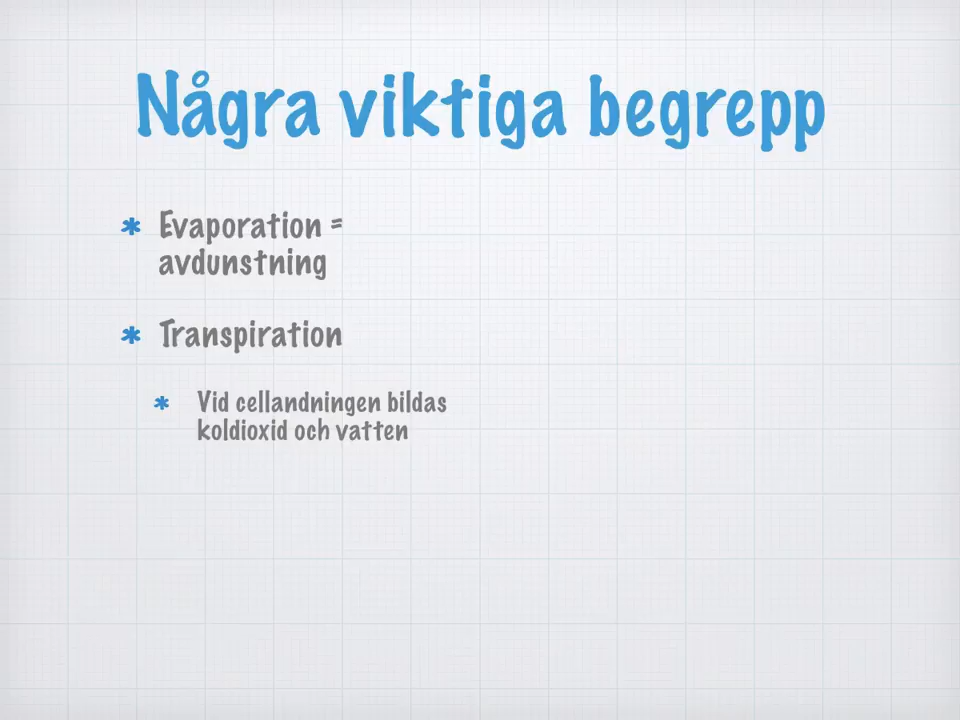 Några viktiga begrepp
Evaporation =
avdunstning
Transpiration
Vid cellandningen bildas
koldioxid och vatten